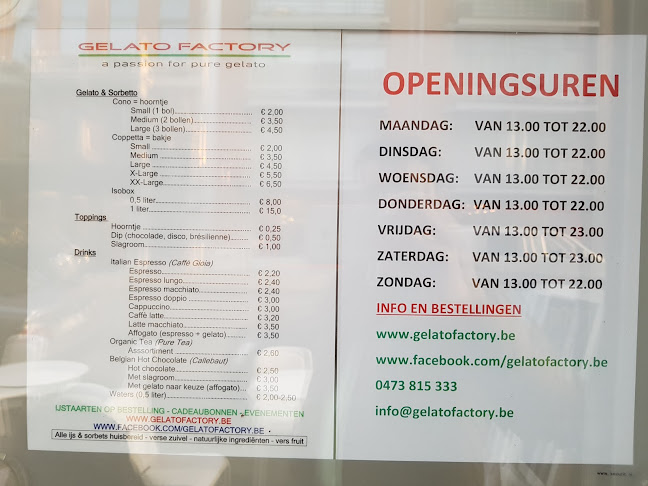 GELATO FACTORY
a passion for pure gelato
Gelato & Sorbetto
Cono = hoorntje
Small (1 bol) € 2,00
Medium (2 bollen) € 3,50
Large (3 bollen) € 4,50
Coppetta = bakje
Small € 2,00
Medium € 3,50
Large € 4,50
X-Large € 5,50
XX-Large € 6,50
Isobox
0,5 liter € 8,00
1 liter € 15,0
Toppings
Hoorntje € 0,25
Dip (chocolade, disco, brésilienne) € 0,50
Slagroom € 1,00
Drinks
Italian Espresso (Caffé Gioia)
Espresso € 2,20
Espresso lungo € 2,40
Espresso macchiato € 2,40
Espresso doppio € 3,00
Cappuccino € 3,00
Caffè latte € 3,20
Latte macchiato € 3,50
Affogato (espresso + gelato) € 3,50
Organic Tea (Pure Tea)
Asssortiment € 2,60
Belgian Hot Chocolate (Callebaut)
Hot chocolate € 2,50
Met slagroom € 3,00
Met gelato naar keuze (affogato) € 3,50
Waters (0,5 liter) € 2,00-2,50
IJSTAARTEN OP BESTELLING - CADEAUBONNEN - EVENEMENTEN
WWW.GELATOFACTORY.BE
WWW.FACEBOOK.COM/GELATOFACTORY.BE
Alle ijs & sorbets huisbereid - verse zuivel - natuurlijke ingrediënten - vers fruit
OPENINGSUREN
MAANDAG: VAN 13.00 TOT 22.00
DINSDAG: VAN 13.00 TOT 22.00
WOENSDAG: VAN 13.00 TOT 22.00
DONDERDAG: VAN 13.00 TOT 22.00
VRIJDAG: VAN 13.00 TOT 23.00
ZATERDAG: VAN 13.00 TOT 23.00
ZONDAG: VAN 13.00 TOT 22.00
INFO EN BESTELLINGEN
www.gelatofactory.be
www.facebook.com/gelatofactory.be
0473 815 333
info@gelatofactory.be